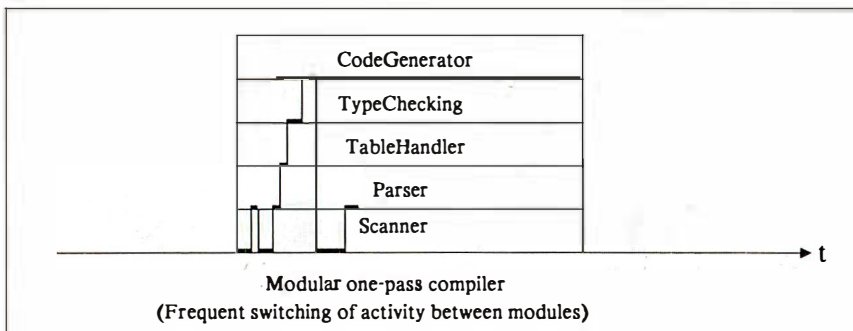 CodeGenerator
TypeChecking
TableHandler
Parser
Scanner
t
Modular one-pass compiler
(Frequent switching of activity between modules)